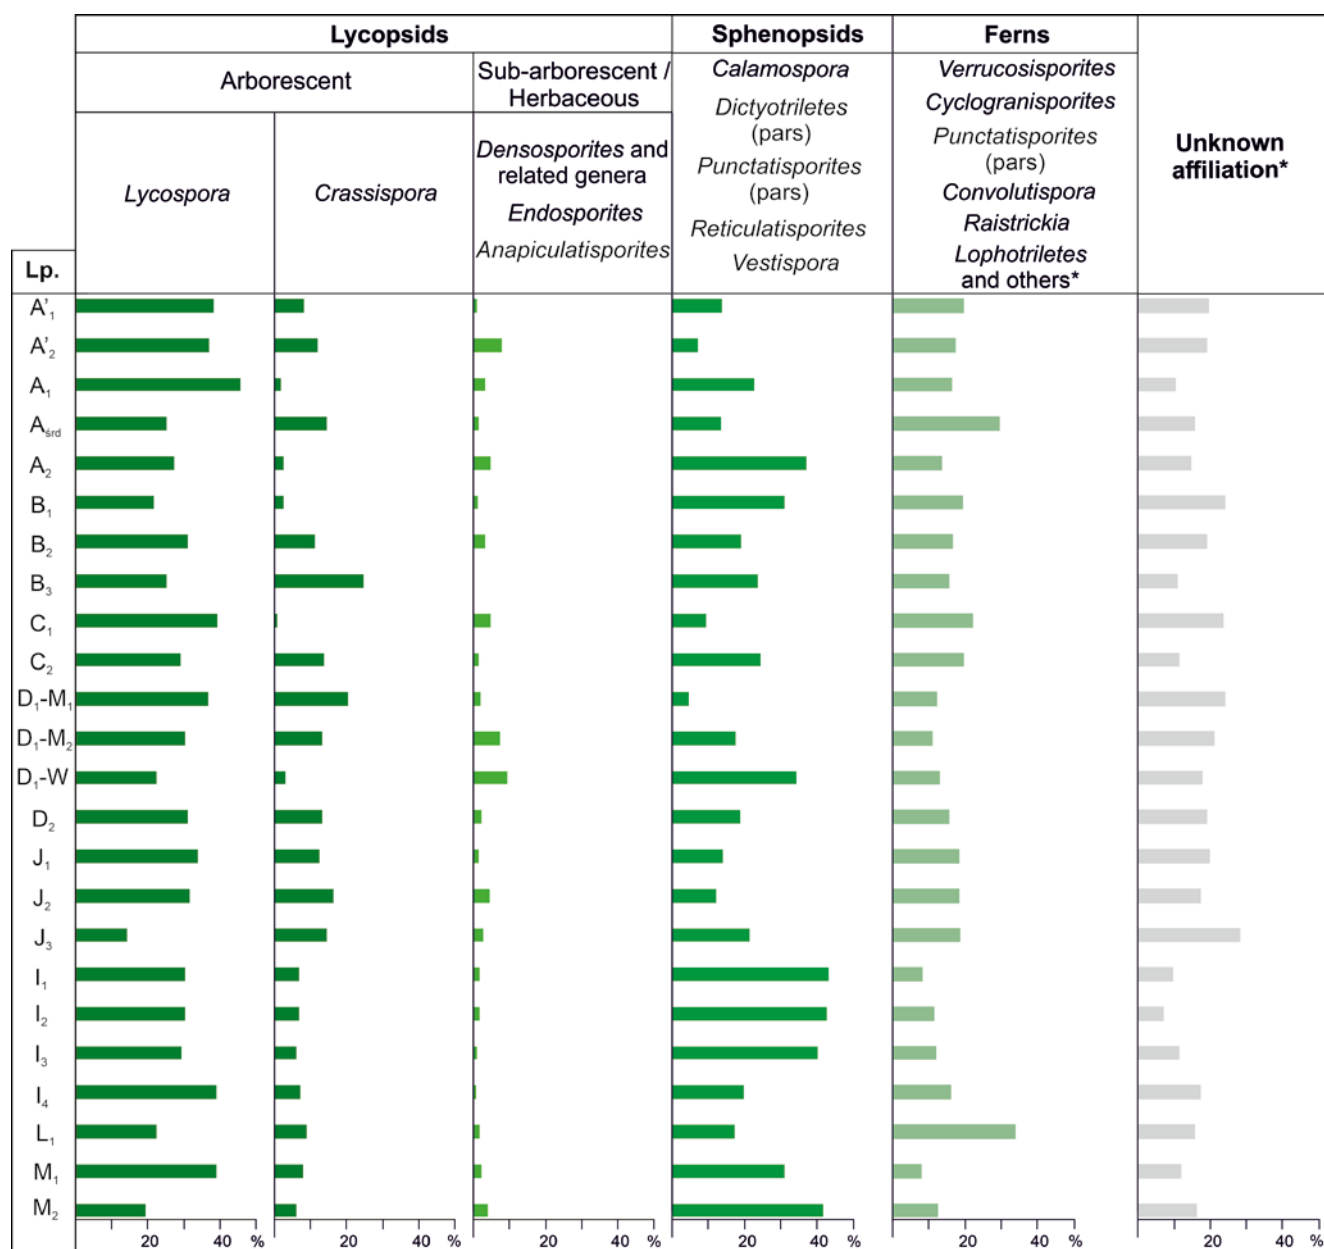 Lycopsids
Sphenopsids
Ferns
Arborescent
Sub-arborescent /
Herbaceous
Lycospora
Crassispora
Densosporites and
related genera
Endosporites
Anapiculatisporites
Calamospora
Dictyotriletes
(pars)
Punctatisporites
(pars)
Reticulatisporites
Vestispora
Verrucosisporites
Cyclogranisporites
Punctatisporites
(pars)
Convolutispora
Raistrickia
Lophotriletes
and others*
Unknown
affiliation*
Lp.
A'₁
A'₂
A₁
Aśrd
A₂
B₁
B₂
B₃
C₁
C₂
D₁-M₁
D₁-M₂
D₁-W
D₂
J₁
J₂
J₃
I₁
I₂
I₃
I₄
L₁
M₁
M₂
20 40 % 20 40 % 20 40 % 20 40 % 20 40 % 20 40 %